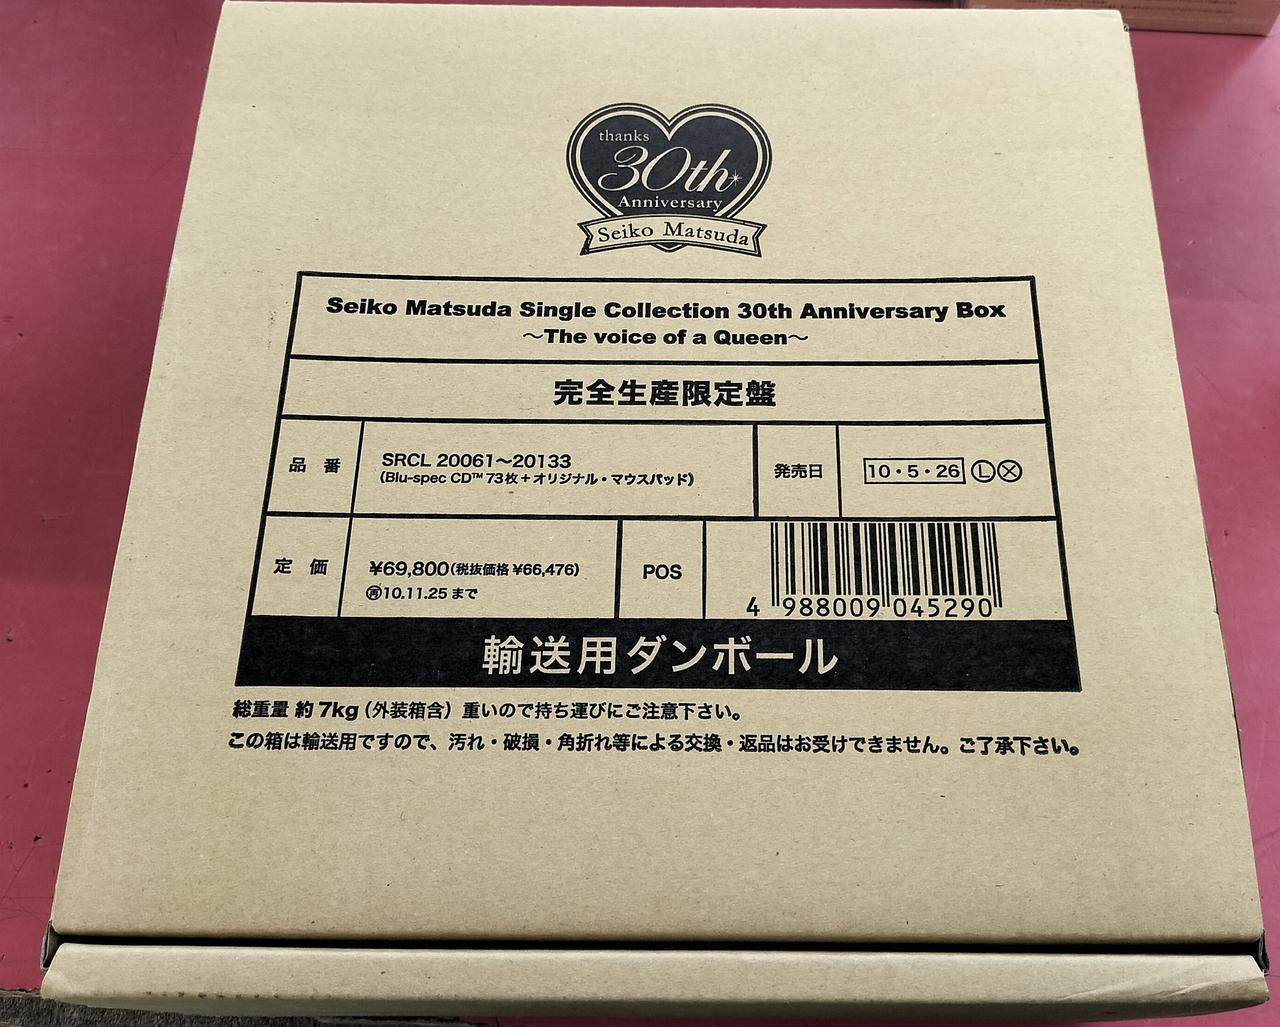 thanks
30th
Anniversary
Seiko Matsuda
Seiko Matsuda Single Collection 30th Anniversary Box
〜The voice of a Queen〜
完全生産限定盤
品 番
SRCL 20061〜20133
(Blu-spec CD™ 73枚+オリジナル・マウスパッド)
発売日
10・5・26 Ⓛ Ⓧ
定 価
¥69,800(税抜価格 ¥66,476)
㊢10.11.25 まで
POS
4 988009 045290
輸送用ダンボール
総重量 約 7kg (外装箱含) 重いので持ち運びにご注意下さい。
この箱は輸送用ですので、汚れ・破損・角折れ等による交換・返品はお受けできません。ご了承下さい。